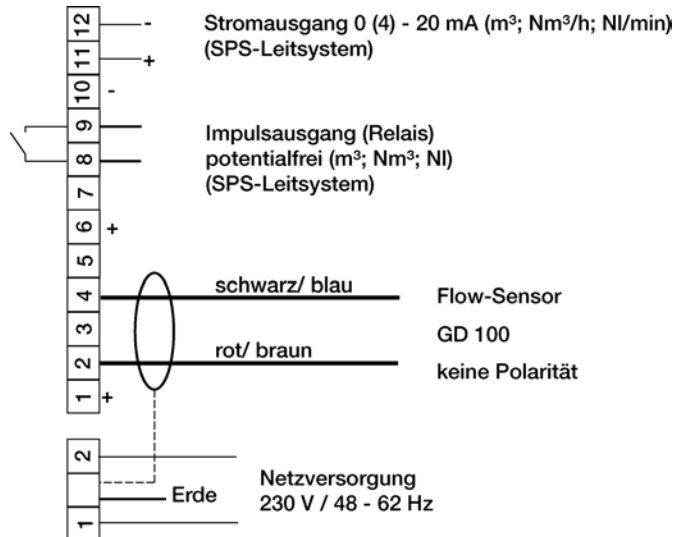 12 - Stromausgang 0 (4) - 20 mA (m³; Nm³/h; Nl/min)
11 + (SPS-Leitsystem)
10 -
9 Impulsausgang (Relais)
8 potentialfrei (m³; Nm³; Nl)
7 (SPS-Leitsystem)
6 +
5
4 schwarz/ blau Flow-Sensor
3 GD 100
2 rot/ braun keine Polarität
1 +
2 Netzversorgung
Erde 230 V / 48 - 62 Hz
1